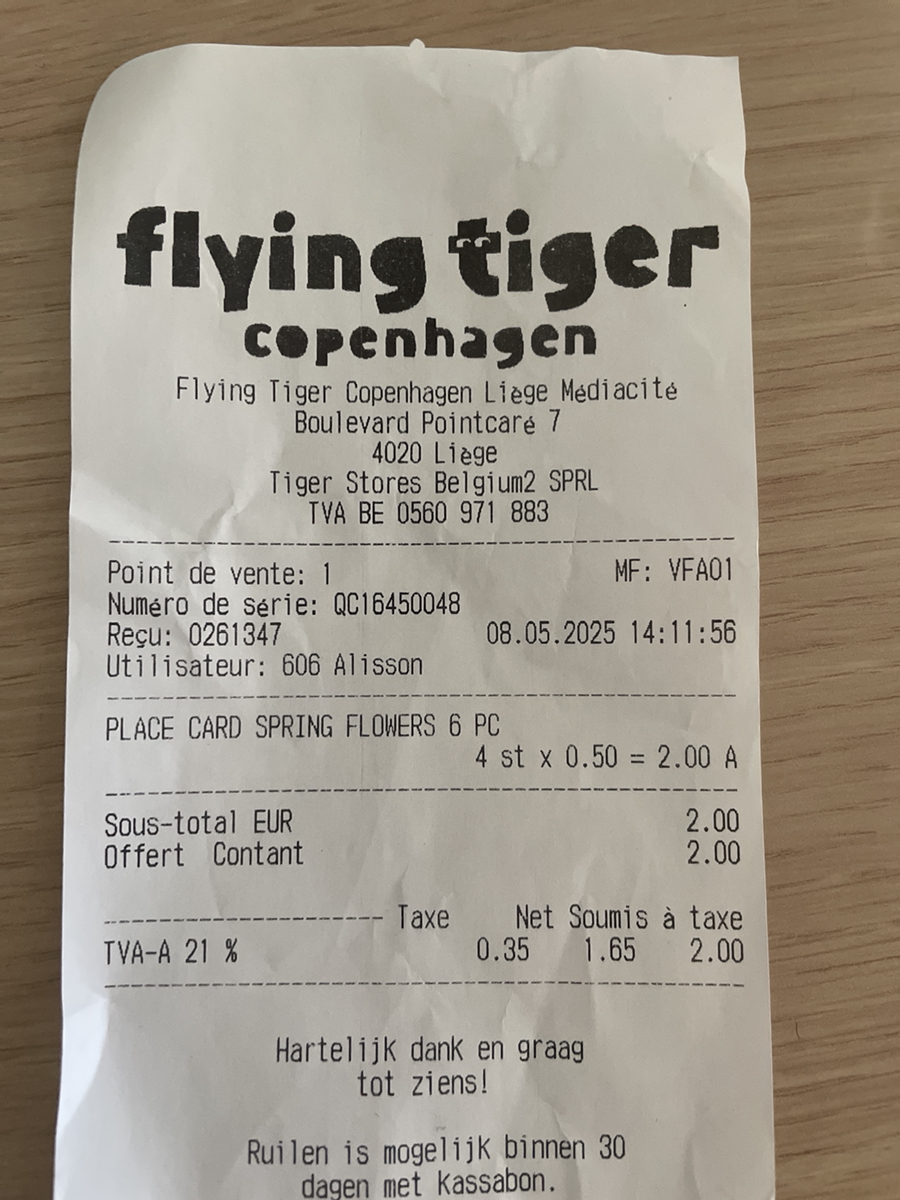 flying tiger
copenhagen
Flying Tiger Copenhagen Liège Médiacité
Boulevard Pointcaré 7
4020 Liège
Tiger Stores Belgium2 SPRL
TVA BE 0560 971 883
Point de vente: 1 MF: VFA01
Numéro de série: QC16450048
Reçu: 0261347 08.05.2025 14:11:56
Utilisateur: 606 Alisson
PLACE CARD SPRING FLOWERS 6 PC
4 st x 0.50 = 2.00 A
Sous-total EUR 2.00
Offert Contant 2.00
Taxe Net Soumis à taxe
TVA-A 21 % 0.35 1.65 2.00
Hartelijk dank en graag
tot ziens!
Ruilen is mogelijk binnen 30
dagen met kassabon.